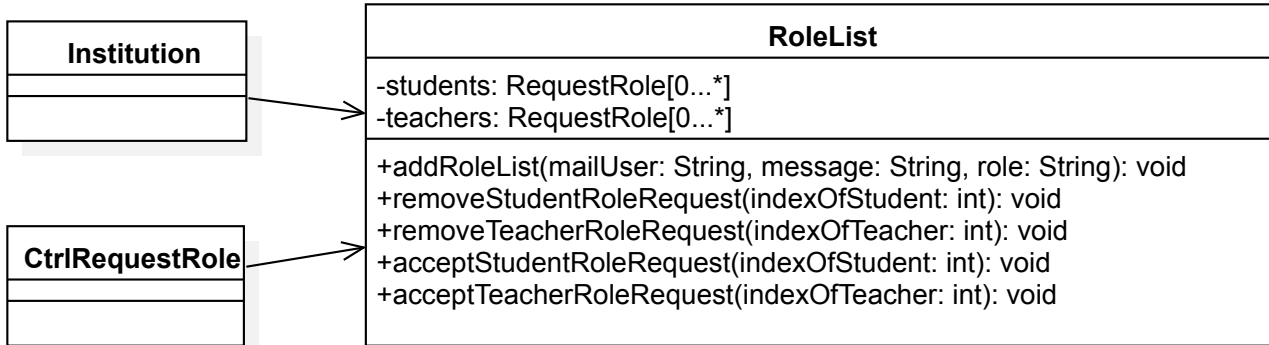 Institution
CtrlRequestRole
RoleList
-students: RequestRole[0...*]
-teachers: RequestRole[0...*]
+addRoleList(mailUser: String, message: String, role: String): void
+removeStudentRoleRequest(indexOfStudent: int): void
+removeTeacherRoleRequest(indexOfTeacher: int): void
+acceptStudentRoleRequest(indexOfStudent: int): void
+acceptTeacherRoleRequest(indexOfTeacher: int): void